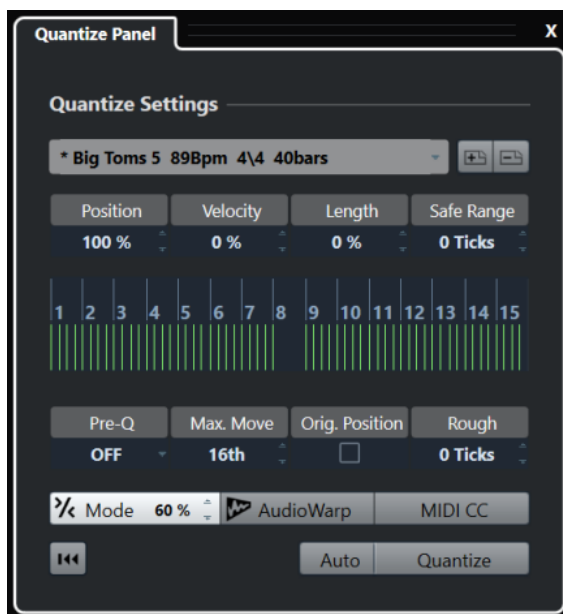 Quantize Panel X
Quantize Settings
* Big Toms 5 89Bpm 4\4 40bars
Position Velocity Length Safe Range
100 % 0 % 0 % 0 Ticks
1 2 3 4 5 6 7 8 9 10 11 12 13 14 15
Pre-Q Max. Move Orig. Position Rough
OFF 16th 0 Ticks
Mode 60 % AudioWarp MIDI CC
Auto Quantize